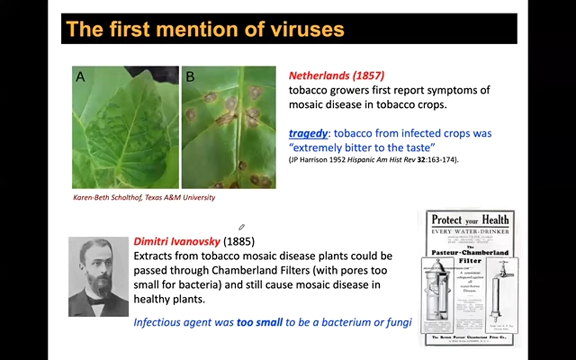 The first mention of viruses
A
B
Netherlands (1857)
tobacco growers first report symptoms of
mosaic disease in tobacco crops.
tragedy: tobacco from infected crops was
"extremely bitter to the taste"
(JP Harrison 1952 Hispanic Am Hist Rev 32:163-174).
Karen-Beth Scholthof, Texas A&M University
Dimitri Ivanovsky (1885)
Extracts from tobacco mosaic disease plants could be
passed through Chamberland Filters (with pores too
small for bacteria) and still cause mosaic disease in
healthy plants.
Infectious agent was too small to be a bacterium or fungi
Protect your Health
EVERY WATER-DRINKER
The
Pasteur-Chamberland
Filter